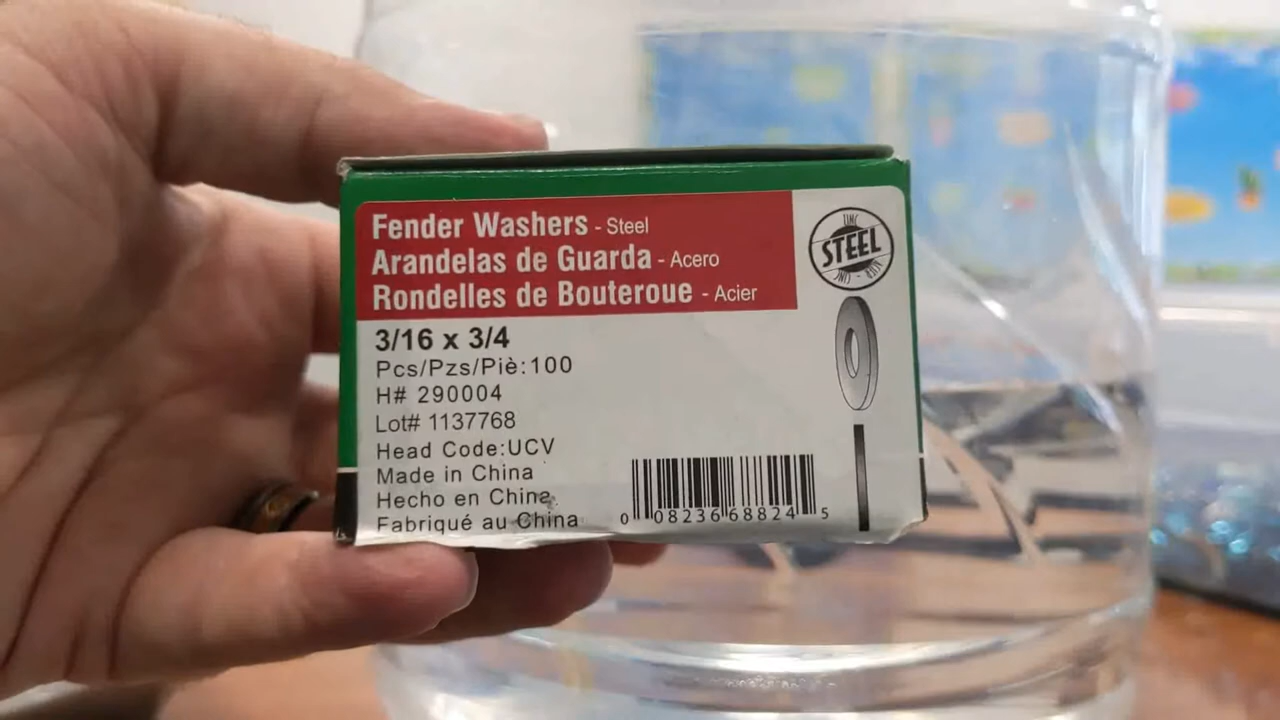 Fender Washers - Steel
Arandelas de Guarda - Acero
Rondelles de Bouteroue - Acier
3/16 x 3/4
Pcs/Pzs/Piè:100
H# 290004
Lot# 1137768
Head Code:UCV
Made in China
Hecho en China
Fabriqué au China
ZINC
STEEL
0 08236 68824 5